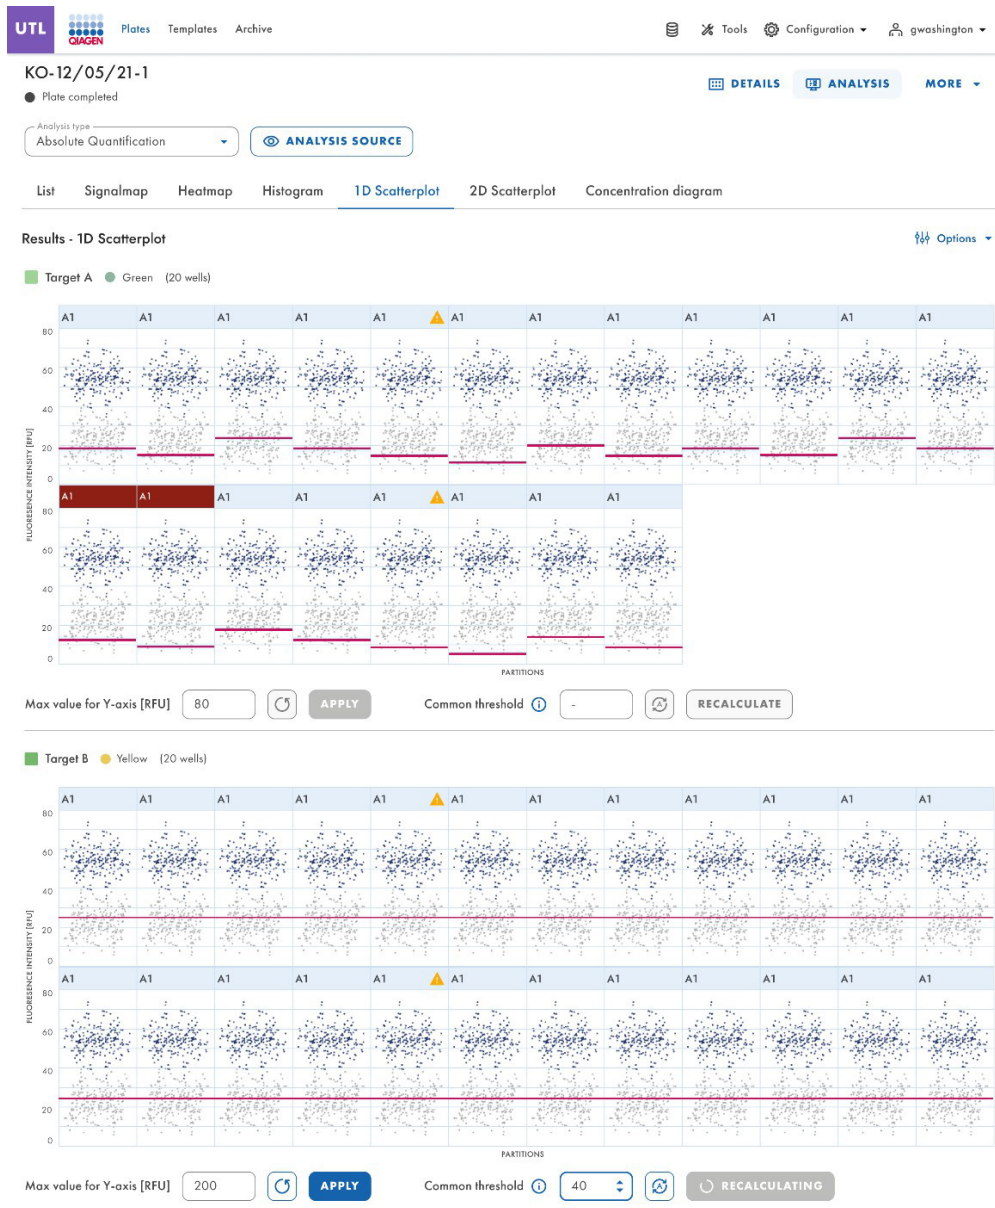 UTL QIAGEN Plates Templates Archive Tools Configuration gwashington
KO-12/05/21-1
Plate completed
DETAILS ANALYSIS MORE
Analysis type
Absolute Quantification
ANALYSIS SOURCE
List Signalmap Heatmap Histogram 1D Scatterplot 2D Scatterplot Concentration diagram
Results - 1D Scatterplot
Options
Target A Green (20 wells)
A1 A1 A1 A1 A1 A1 A1 A1 A1 A1 A1 A1
80
60
40
20
0
FLUORESENCE INTENSITY [RFU]
A1 A1 A1 A1 A1 A1 A1 A1
80
60
40
20
0
PARTITIONS
Max value for Y-axis [RFU] 80 APPLY Common threshold - A RECALCULATE
Target B Yellow (20 wells)
A1 A1 A1 A1 A1 A1 A1 A1 A1 A1 A1 A1
80
60
40
20
0
FLUORESENCE INTENSITY [RFU]
A1 A1 A1 A1 A1 A1 A1 A1 A1 A1 A1 A1
80
60
40
20
0
PARTITIONS
Max value for Y-axis [RFU] 200 APPLY Common threshold 40 A RECALCULATING